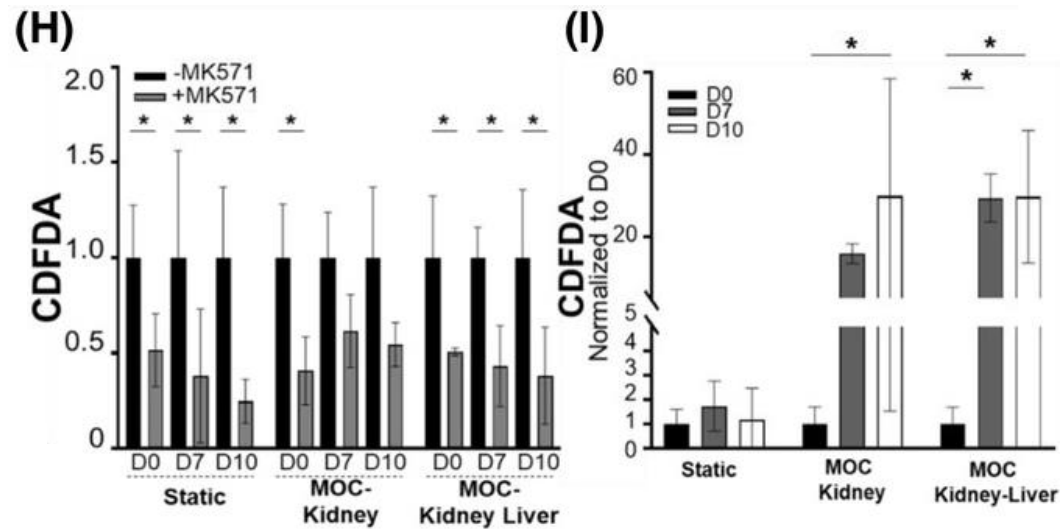 (H)
CDFDA
2.0
1.5
1.0
0.5
0
-MK571
+MK571
* * * * * * *
D0 D7 D10 D0 D7 D10 D0 D7 D10
Static
MOC-
Kidney
MOC-
Kidney Liver
(I)
CDFDA
Normalized to D0
60
40
20
5
4
3
2
1
0
D0
D7
D10
* * *
Static
MOC
Kidney
MOC
Kidney-Liver